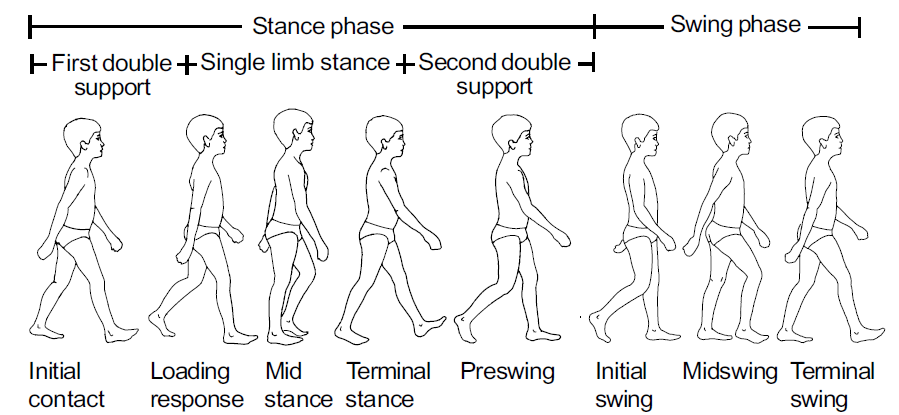 Stance phase
Swing phase
First double
support
Single limb stance
Second double
support
Initial
contact
Loading
response
Mid
stance
Terminal
stance
Preswing
Initial
swing
Midswing
Terminal
swing